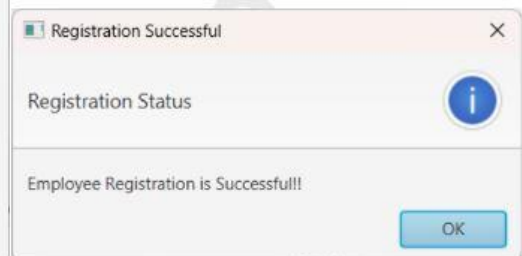 Registration Successful
Registration Status
Employee Registration is Successful!!!
OK